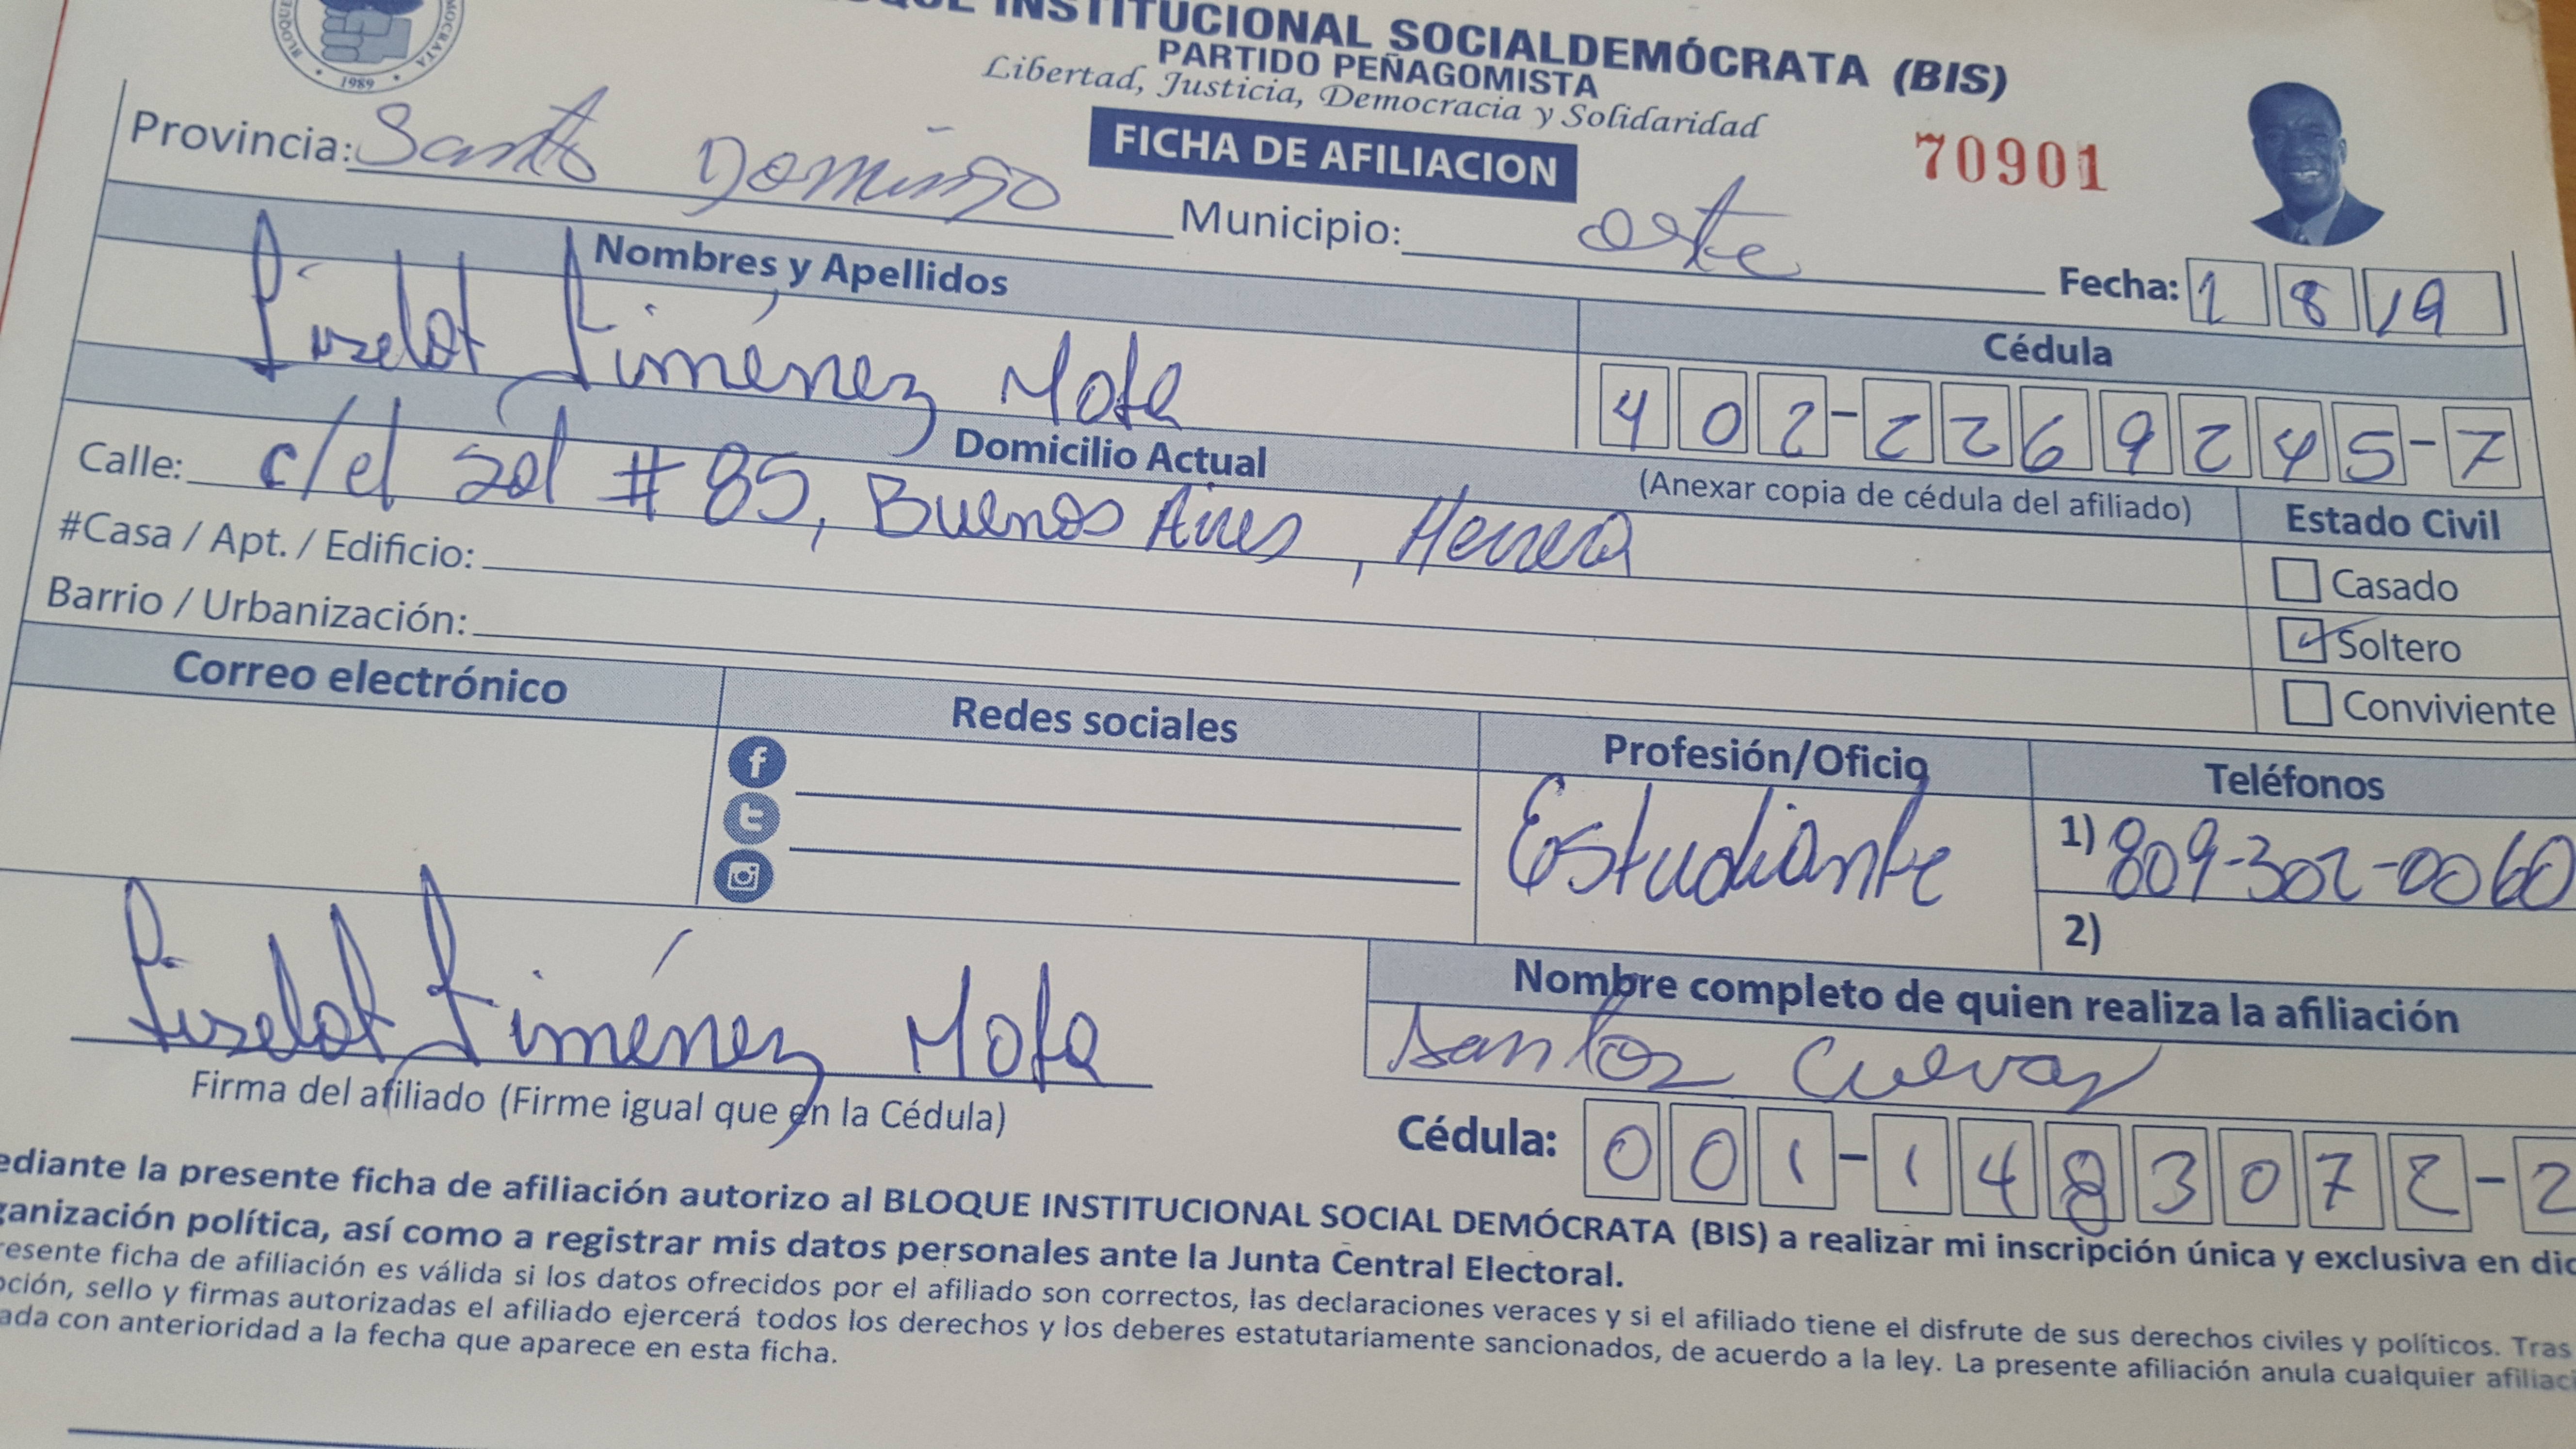 INSTITUCIONAL SOCIALDEMÓCRATA (BIS)
PARTIDO PEÑAGOMISTA
Libertad, Justicia, Democracia y Solidaridad
1989
FICHA DE AFILIACION
70901
Provincia: Santo Domingo Municipio: oste
Fecha: 1 8 19
Nombres y Apellidos
Liselot Jiménez Mota
Cédula
402-2269245-7
(Anexar copia de cédula del afiliado)
Domicilio Actual
Calle: c/el sol #85, Buenos Aires, Herrera
#Casa / Apt. / Edificio:
Barrio / Urbanización:
Estado Civil
Casado
Soltero
Conviviente
Correo electrónico
Redes sociales
Profesión/Oficio
Estudiante
Teléfonos
1) 809-302-0060
2)
Liselot Jiménez Mota
Firma del afiliado (Firme igual que en la Cédula)
Nombre completo de quien realiza la afiliación
Santos Cuevas
Cédula: 001-1483072-2
ediante la presente ficha de afiliación autorizo al BLOQUE INSTITUCIONAL SOCIAL DEMÓCRATA (BIS) a realizar mi inscripción única y exclusiva en dic
ganización política, así como a registrar mis datos personales ante la Junta Central Electoral.
resente ficha de afiliación es válida si los datos ofrecidos por el afiliado son correctos, las declaraciones veraces y si el afiliado tiene el disfrute de sus derechos civiles y políticos. Tras
pción, sello y firmas autorizadas el afiliado ejercerá todos los derechos y los deberes estatutariamente sancionados, de acuerdo a la ley. La presente afiliación anula cualquier afiliaci
ada con anterioridad a la fecha que aparece en esta ficha.